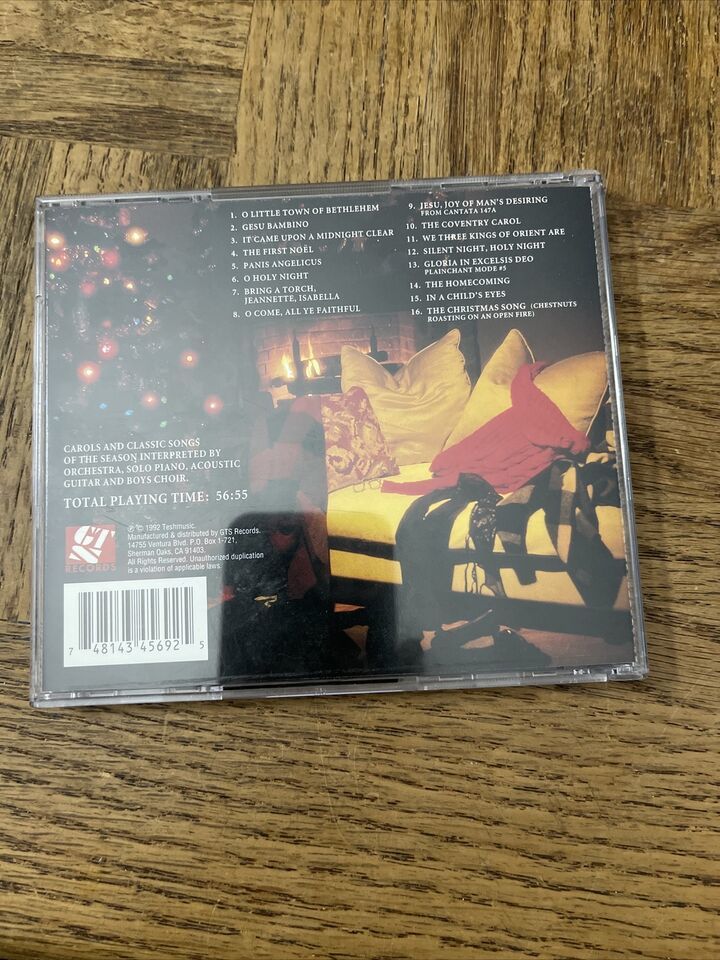 1. O LITTLE TOWN OF BETHLEHEM
2. GESU BAMBINO
3. IT CAME UPON A MIDNIGHT CLEAR
4. THE FIRST NOËL
5. PANIS ANGELICUS
6. O HOLY NIGHT
7. BRING A TORCH,
JEANNETTE, ISABELLA
8. O COME, ALL YE FAITHFUL
9. JESU, JOY OF MAN'S DESIRING
FROM CANTATA 147A
10. THE COVENTRY CAROL
11. WE THREE KINGS OF ORIENT ARE
12. SILENT NIGHT, HOLY NIGHT
13. GLORIA IN EXCELSIS DEO
PLAINCHANT MODE #5
14. THE HOMECOMING
15. IN A CHILD'S EYES
16. THE CHRISTMAS SONG (CHESTNUTS
ROASTING ON AN OPEN FIRE)
CAROLS AND CLASSIC SONGS
OF THE SEASON INTERPRETED BY
ORCHESTRA, SOLO PIANO, ACOUSTIC
GUITAR AND BOYS CHOIR.
TOTAL PLAYING TIME: 56:55
℗ © 1992 Teshmusic.
Manufactured & distributed by GTS Records.
14755 Ventura Blvd. P.O. Box 1-721,
Sherman Oaks, CA 91403.
All Rights Reserved. Unauthorized duplication
is a violation of applicable laws.
GTS
RECORDS
7 48143 45692 5